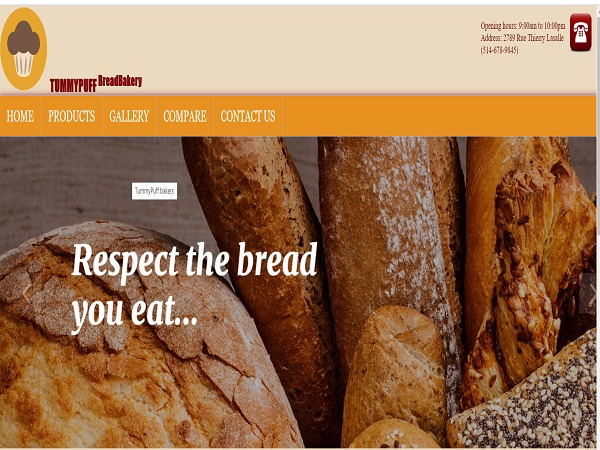 Opening hours: 9:00am to 10:00pm
Address: 2789 Rue Thierry Lasalle
(514-678-9845)
TUMMYPUFF BreadBakery
HOME PRODUCTS GALLERY COMPARE CONTACT US
TummyPuff bakers
Respect the bread
you eat...